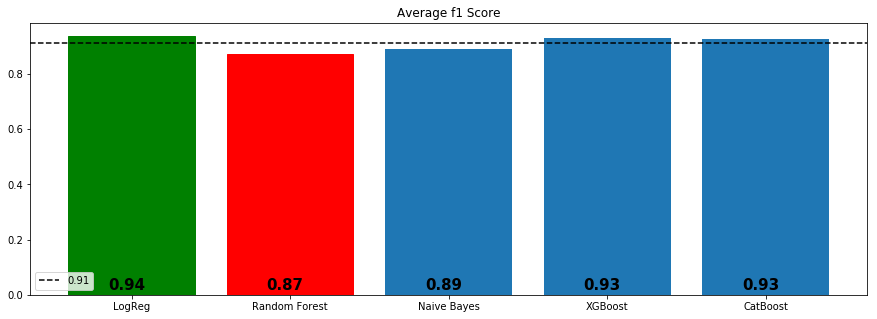 Average f1 Score
0.8
0.6
0.4
0.2
0.0
0.91
0.94 0.87 0.89 0.93 0.93
LogReg Random Forest Naive Bayes XGBoost CatBoost